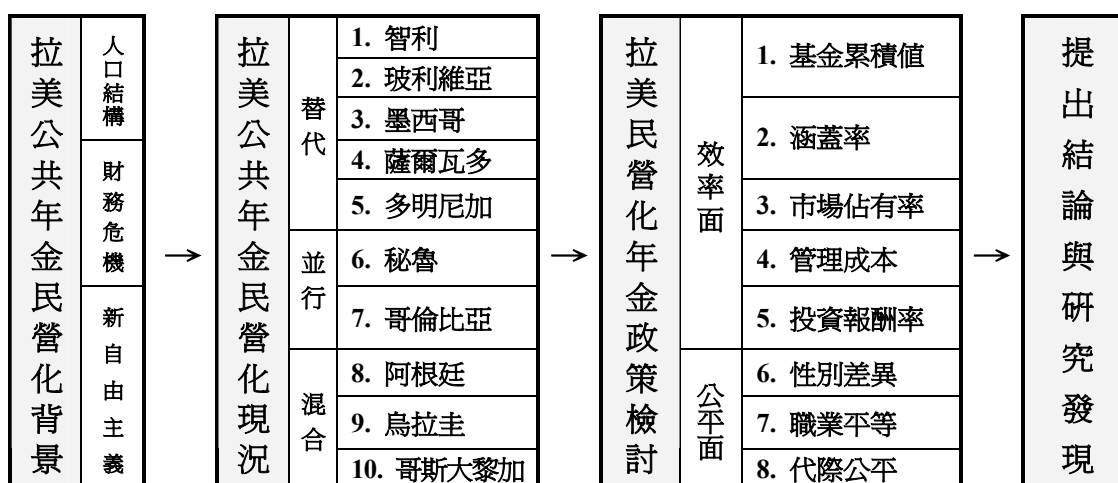 拉美公共年金民營化背景
人口結構
財務危機
新自由主義
→
拉美公共年金民營化現況
替代
1. 智利
2. 玻利維亞
3. 墨西哥
4. 薩爾瓦多
5. 多明尼加
並行
6. 秘魯
7. 哥倫比亞
混合
8. 阿根廷
9. 烏拉圭
10. 哥斯大黎加
→
拉美民營化年金政策檢討
效率面
1. 基金累積值
2. 涵蓋率
3. 市場佔有率
4. 管理成本
5. 投資報酬率
公平面
6. 性別差異
7. 職業平等
8. 代際公平
→
提出結論與研究發現